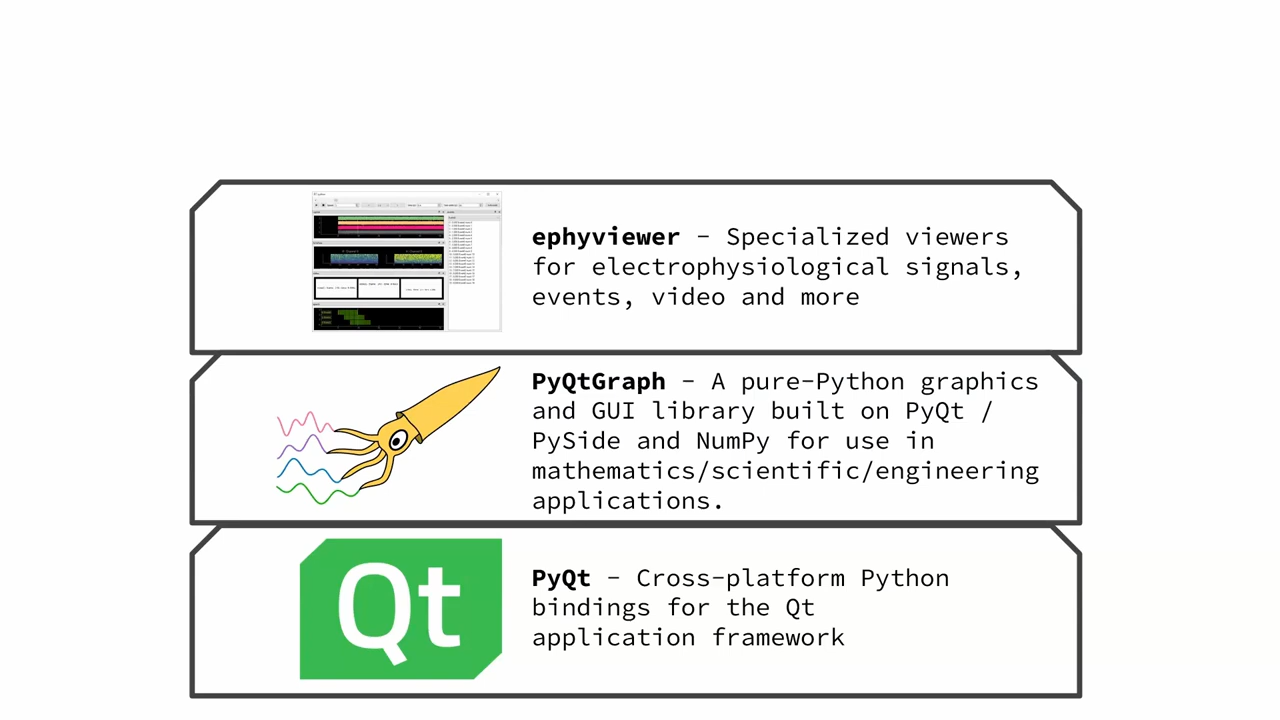 ephyviewer - Specialized viewers
for electrophysiological signals,
events, video and more
PyQtGraph - A pure-Python graphics
and GUI library built on PyQt /
PySide and NumPy for use in
mathematics/scientific/engineering
applications.
Qt
PyQt - Cross-platform Python
bindings for the Qt
application framework